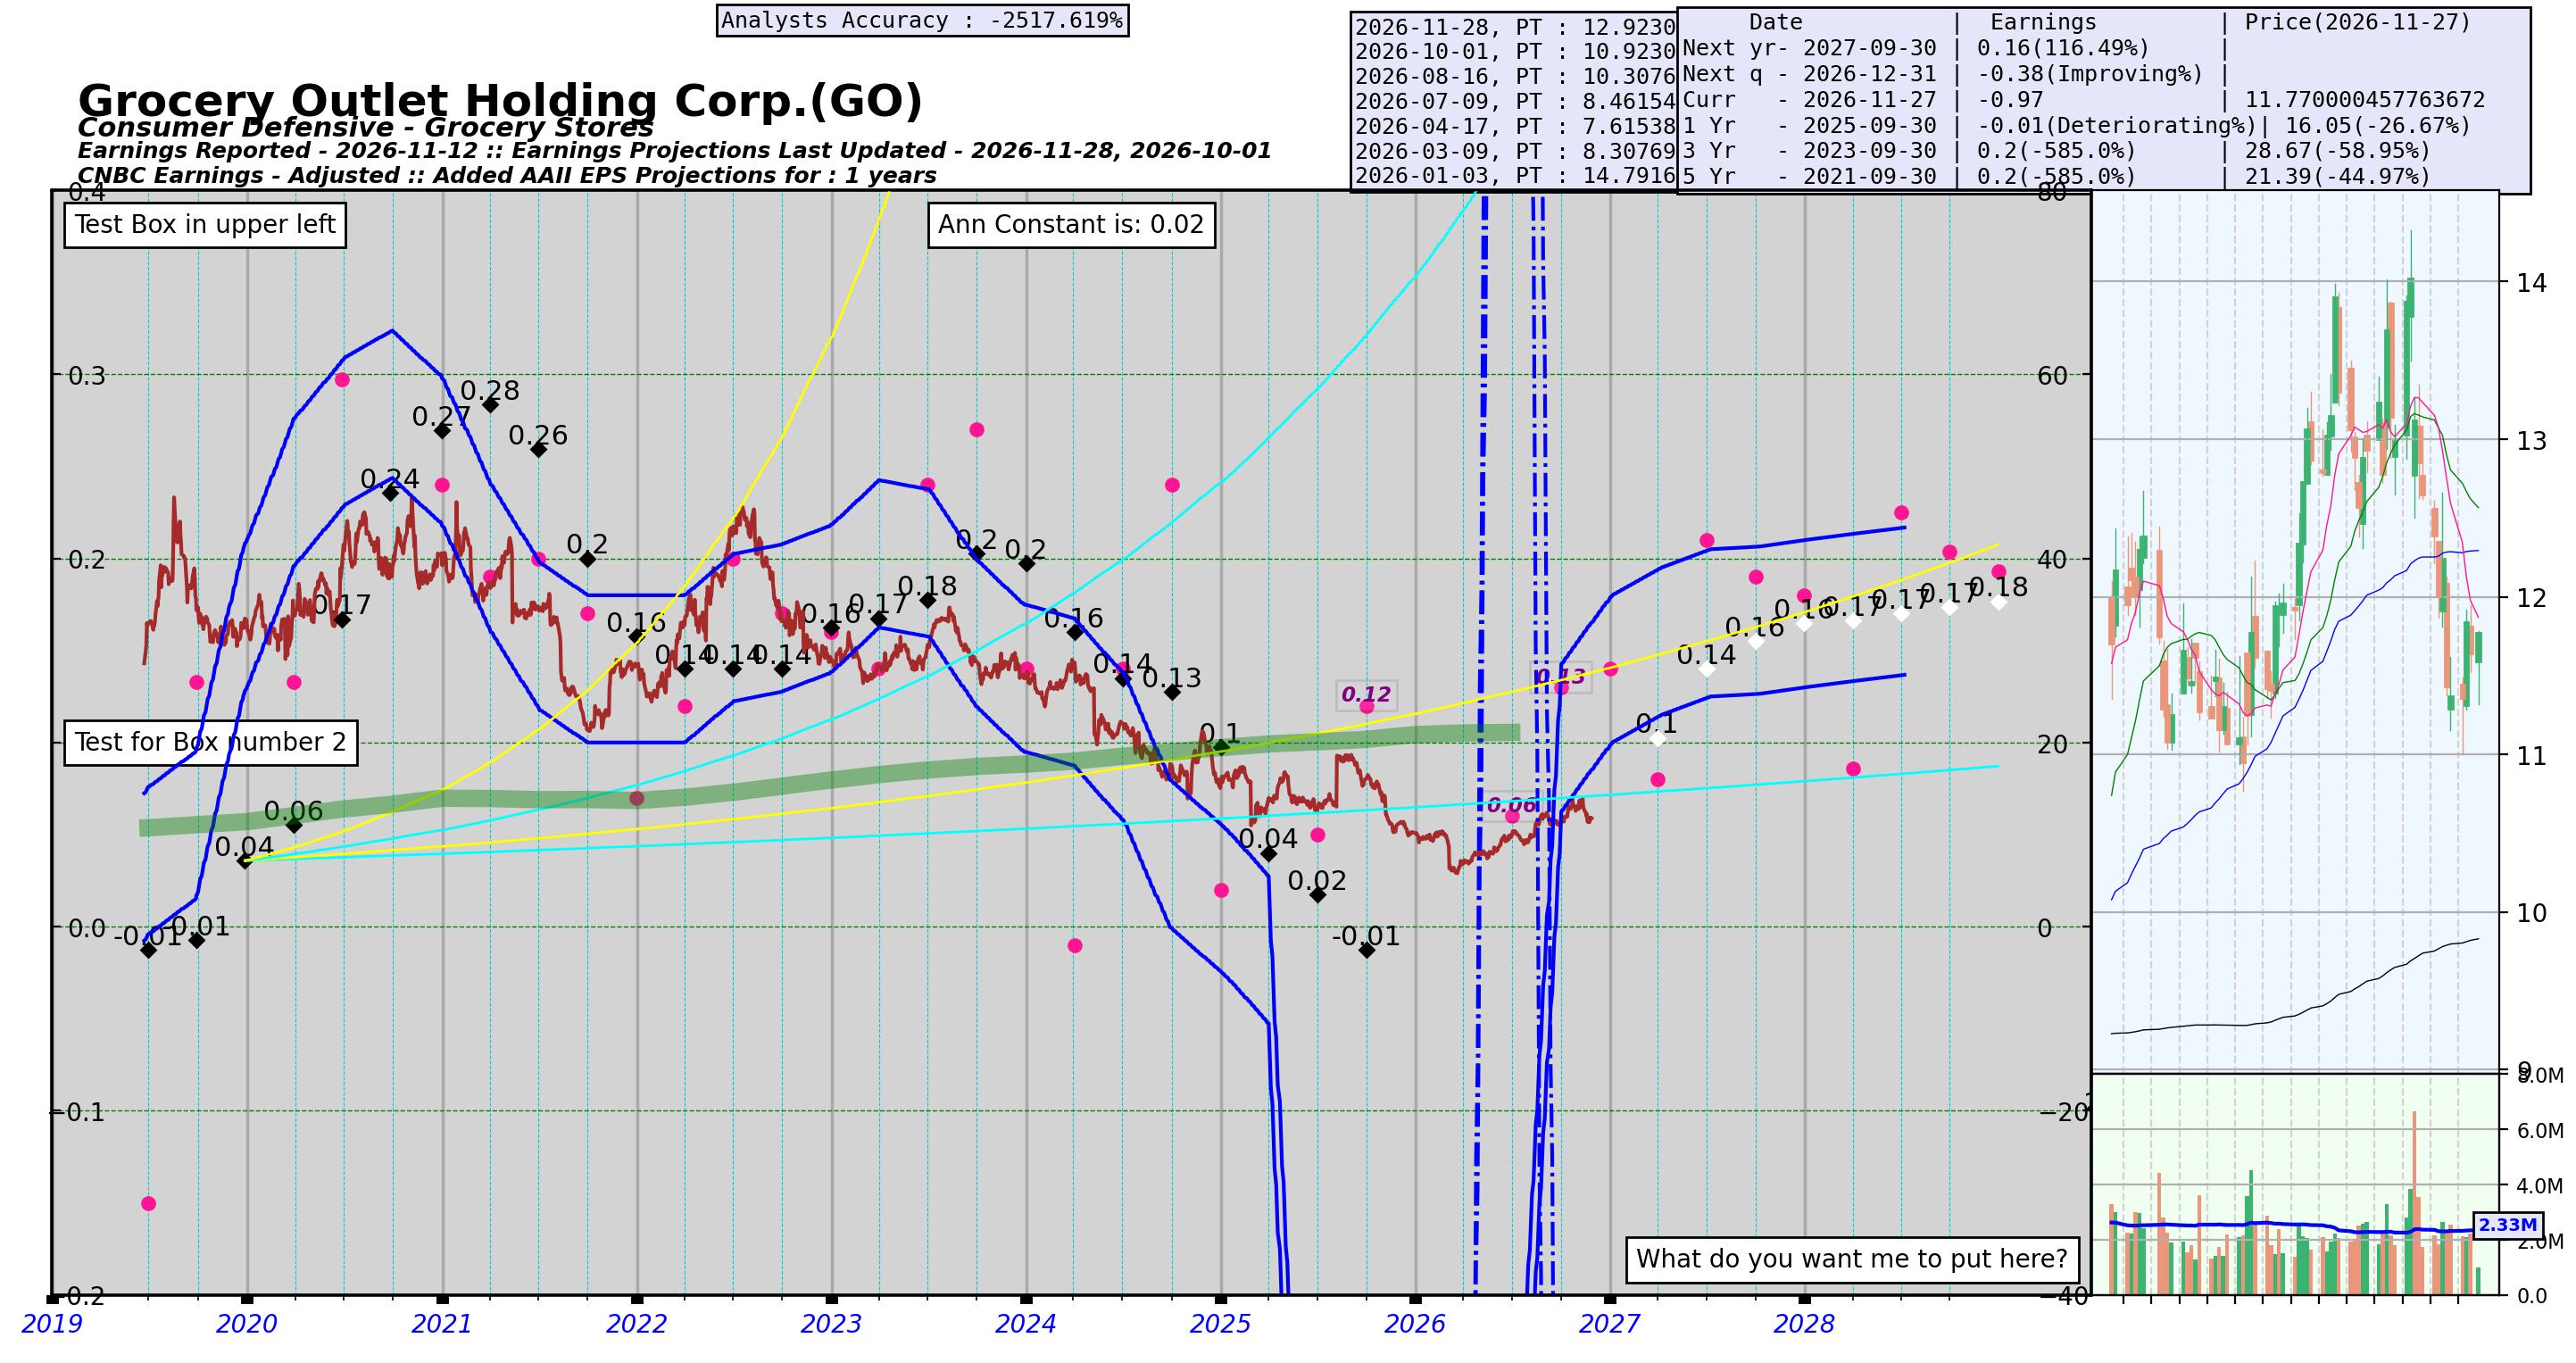 Analysts Accuracy : -2517.619%
2026-11-28, PT : 12.9230
2026-10-01, PT : 10.9230
2026-08-16, PT : 10.3076
2026-07-09, PT : 8.46154
2026-04-17, PT : 7.61538
2026-03-09, PT : 8.30769
2026-01-03, PT : 14.7916
Date | Earnings | Price(2026-11-27)
Next yr- 2027-09-30 | 0.16(116.49%) |
Next q - 2026-12-31 | -0.38(Improving%) |
Curr - 2026-11-27 | -0.97 | 11.770000457763672
1 Yr - 2025-09-30 | -0.01(Deteriorating%)| 16.05(-26.67%)
3 Yr - 2023-09-30 | 0.2(-585.0%) | 28.67(-58.95%)
5 Yr - 2021-09-30 | 0.2(-585.0%) | 21.39(-44.97%)
Grocery Outlet Holding Corp.(GO)
Consumer Defensive - Grocery Stores
Earnings Reported - 2026-11-12 :: Earnings Projections Last Updated - 2026-11-28, 2026-10-01
CNBC Earnings - Adjusted :: Added AAII EPS Projections for : 1 years
Test Box in upper left
Ann Constant is: 0.02
Test for Box number 2
What do you want me to put here?
0.4
0.3
0.2
0.0
−0.1
−0.2
80
60
40
20
0
−20
−40
-0.01
-0.01
0.04
0.06
0.17
0.24
0.27
0.28
0.26
0.2
0.16
0.14
0.14
0.14
0.16
0.17
0.18
0.2
0.2
0.16
0.14
0.13
0.1
0.04
0.02
-0.01
0.12
0.06
0.13
0.1
0.14
0.16
0.16
0.17
0.17
0.17
0.18
14
13
12
11
10
9
8.0M
6.0M
4.0M
2.33M
2.0M
0.0
2019
2020
2021
2022
2023
2024
2025
2026
2027
2028